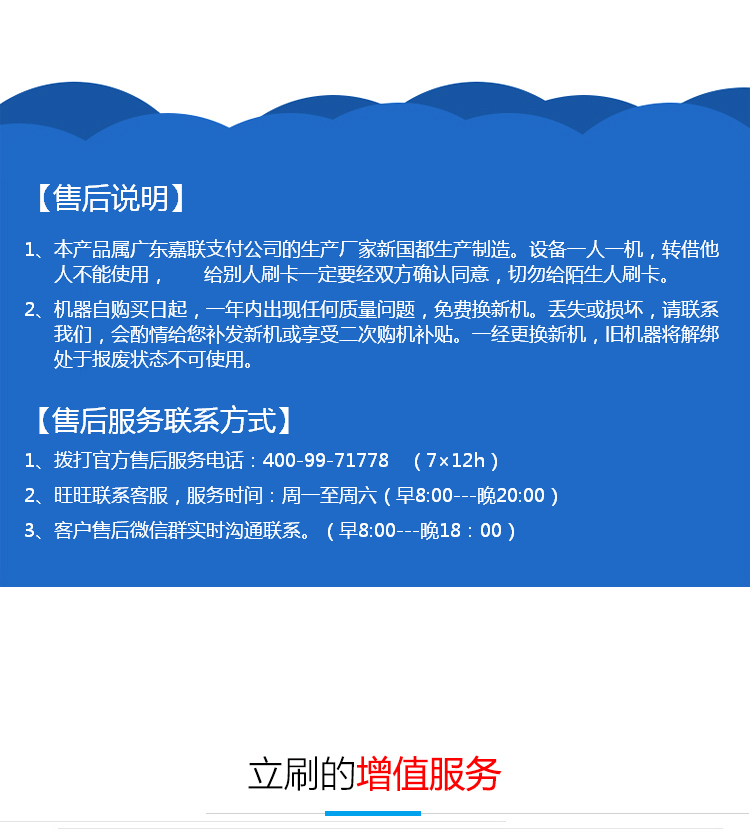 【售后说明】
1、本产品属广东嘉联支付公司的生产厂家新国都生产制造。设备一人一机，转借他
人不能使用， 给别人刷卡一定要经双方确认同意，切勿给陌生人刷卡。
2、机器自购买日起，一年内出现任何质量问题，免费换新机。丢失或损坏，请联系
我们，会酌情给您补发新机或享受二次购机补贴。一经更换新机，旧机器将解绑
处于报废状态不可使用。
【售后服务联系方式】
1、拨打官方售后服务电话：400-99-71778 （7×12h）
2、旺旺联系客服，服务时间：周一至周六（早8:00---晚20:00）
3、客户售后微信群实时沟通联系。（早8:00---晚18：00）
立刷的增值服务